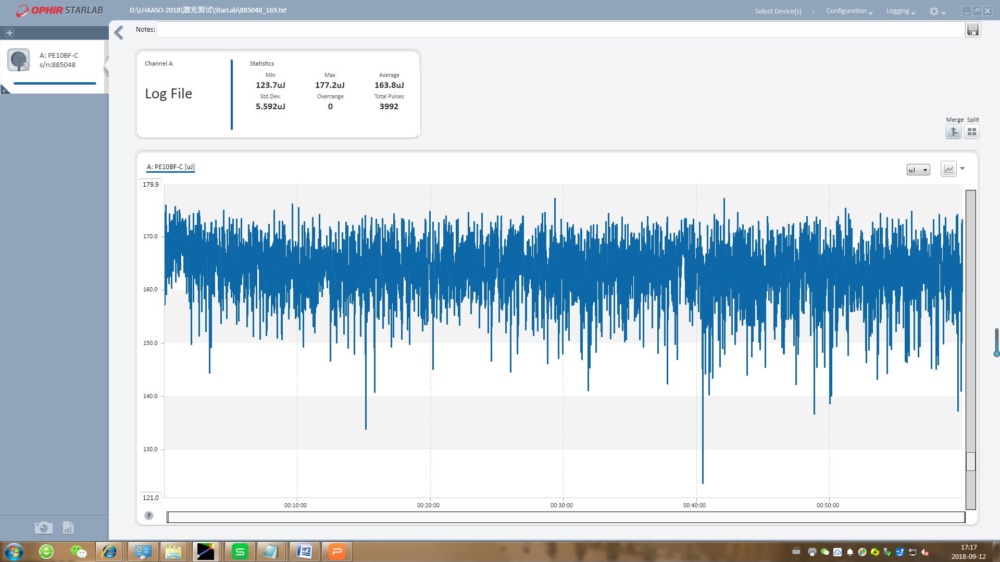 OPHIR STARLAB
D:\LHAASO-2018\激光测试\StarLab\885048_169.txt
Select Device(s) | Configuration Logging
Notes:
A: PE10BF-C
s/n:885048
Channel A
Log File
Statistics
Min Max Average
123.7uJ 177.2uJ 163.8uJ
Std.Dev. Overrange Total Pulses
5.592uJ 0 3992
Merge Split
A: PE10BF-C [uJ]
uJ
179.9
170.0
160.0
150.0
140.0
130.0
121.0
00:10:00 00:20:00 00:30:00 00:40:00 00:50:00
?
17:17
2018-09-12